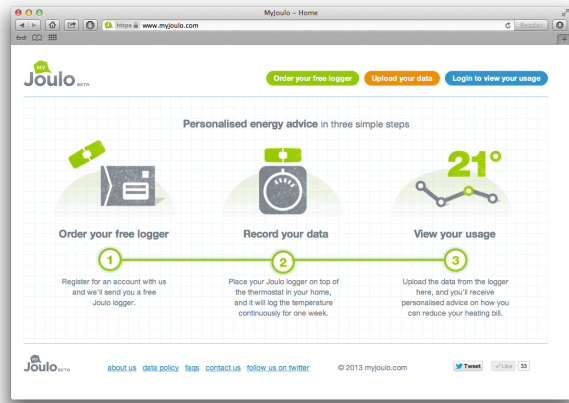 MyJoulo – Home
https www.myjoulo.com
Reader
MY
Joulo BETA
Order your free logger
Upload your data
Login to view your usage
Personalised energy advice in three simple steps
21°
Order your free logger
Record your data
View your usage
1
2
3
Register for an account with us
and we'll send you a free
Joulo logger.
Place your Joulo logger on top of
the thermostat in your home,
and it will log the temperature
continuously for one week.
Upload the data from the logger
here, and you'll receive
personalised advice on how you
can reduce your heating bill.
MY
Joulo BETA
about us data policy faqs contact us follow us on twitter
© 2013 myjoulo.com
Tweet
Like 33